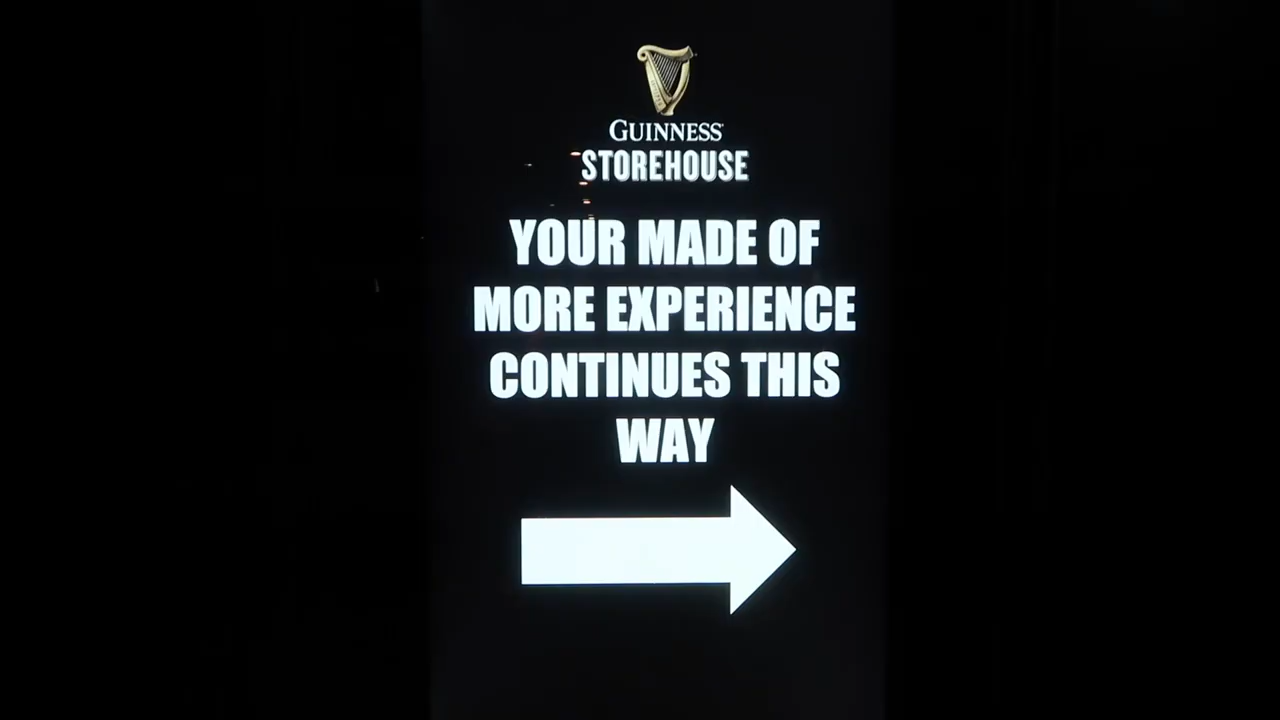 GUINNESS
STOREHOUSE
YOUR MADE OF
MORE EXPERIENCE
CONTINUES THIS
WAY